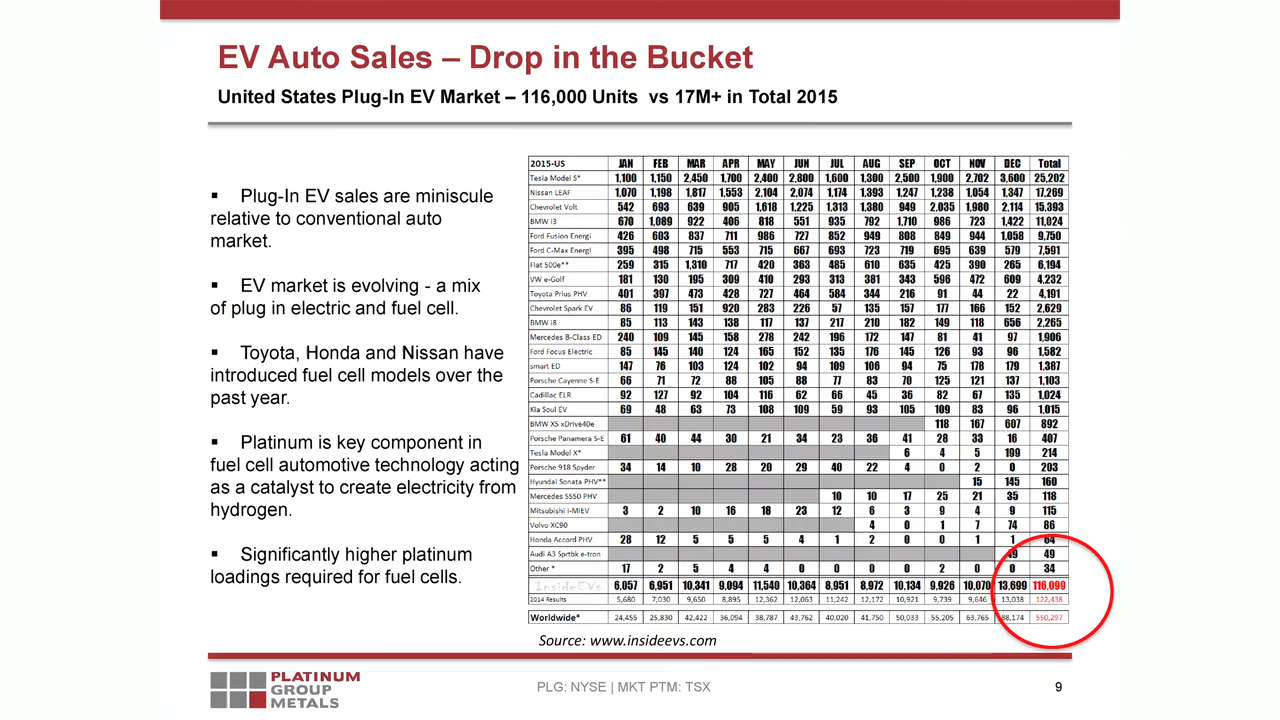 EV Auto Sales – Drop in the Bucket
United States Plug-In EV Market – 116,000 Units vs 17M+ in Total 2015
▪ Plug-In EV sales are miniscule
relative to conventional auto
market.
▪ EV market is evolving - a mix
of plug in electric and fuel cell.
▪ Toyota, Honda and Nissan have
introduced fuel cell models over the
past year.
▪ Platinum is key component in
fuel cell automotive technology acting
as a catalyst to create electricity from
hydrogen.
▪ Significantly higher platinum
loadings required for fuel cells.
2015-US JAN FEB MAR APR MAY JUN JUL AUG SEP OCT NOV DEC Total
Tesla Model S* 1,100 1,150 2,450 1,700 2,400 2,800 1,600 1,300 2,500 1,900 2,702 3,600 25,202
Nissan LEAF 1,070 1,198 1,817 1,553 2,104 2,074 1,174 1,393 1,247 1,238 1,054 1,347 17,269
Chevrolet Volt 542 693 639 905 1,618 1,225 1,313 1,380 949 2,035 1,980 2,114 15,393
BMW i3 670 1,089 922 406 818 551 935 792 1,710 986 723 1,422 11,024
Ford Fusion Energi 426 603 837 711 986 727 852 949 808 849 944 1,058 9,750
Ford C-Max Energi 395 498 715 553 715 667 693 723 719 695 639 579 7,591
Fiat 500e** 259 315 1,310 717 420 363 485 610 635 425 390 265 6,194
VW e-Golf 181 130 195 309 410 293 313 381 343 596 472 609 4,232
Toyota Prius PHV 401 397 473 428 727 464 584 344 216 91 44 22 4,191
Chevrolet Spark EV 86 119 151 920 283 226 57 135 157 177 166 152 2,629
BMW i8 85 113 143 138 117 137 217 210 182 149 118 656 2,265
Mercedes B-Class ED 240 109 145 158 278 242 196 172 147 81 41 97 1,906
Ford Focus Electric 85 145 140 124 165 152 135 176 145 126 93 96 1,582
smart ED 147 76 103 124 102 94 109 106 94 75 178 179 1,387
Porsche Cayenne S-E 66 71 72 88 105 88 77 83 70 125 121 137 1,103
Cadillac ELR 92 127 92 104 116 62 66 45 36 82 67 135 1,024
Kia Soul EV 69 48 63 73 108 109 59 93 105 109 83 96 1,015
BMW X5 xDrive40e 118 167 607 892
Porsche Panamera S-E 61 40 44 30 21 34 23 36 41 28 33 16 407
Tesla Model X* 6 4 5 199 214
Porsche 918 Spyder 34 14 10 28 20 29 40 22 4 0 2 0 203
Hyundai Sonata PHV** 15 145 160
Mercedes S550 PHV 10 10 17 25 21 35 118
Mitsubishi i-MiEV 3 2 10 16 18 23 12 6 3 9 4 9 115
Volvo XC90 4 0 1 7 74 86
Honda Accord PHV 28 12 5 5 5 4 1 2 0 0 1 1 64
Audi A3 Sprtbk e-tron 49 49
Other * 17 2 5 4 4 0 0 0 0 2 0 0 34
InsideEVs 6,057 6,951 10,341 9,094 11,540 10,364 8,951 8,972 10,134 9,926 10,070 13,699 116,099
2014 Results 5,680 7,030 9,650 8,895 12,362 12,063 11,242 12,172 10,921 9,739 9,646 13,038 122,438
Worldwide* 24,455 25,830 42,422 36,094 38,787 43,762 40,020 41,750 50,033 55,205 63,765 88,174 550,297
Source: www.insideevs.com
PLATINUM
GROUP
METALS
PLG: NYSE | MKT PTM: TSX
9